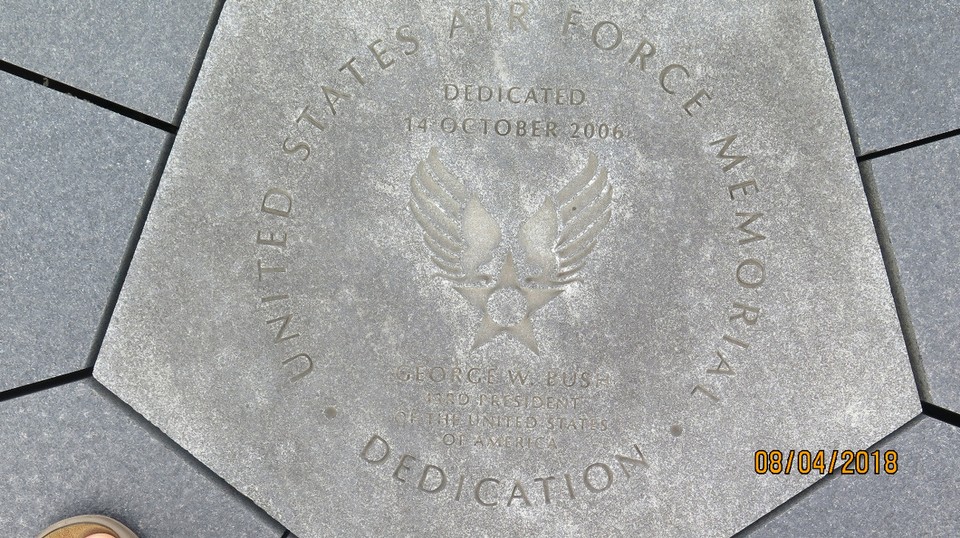 UNITED STATES AIR FORCE MEMORIAL
DEDICATED
14 OCTOBER 2006
GEORGE W. BUSH
43RD PRESIDENT
OF THE UNITED STATES
OF AMERICA
DEDICATION
08/04/2018